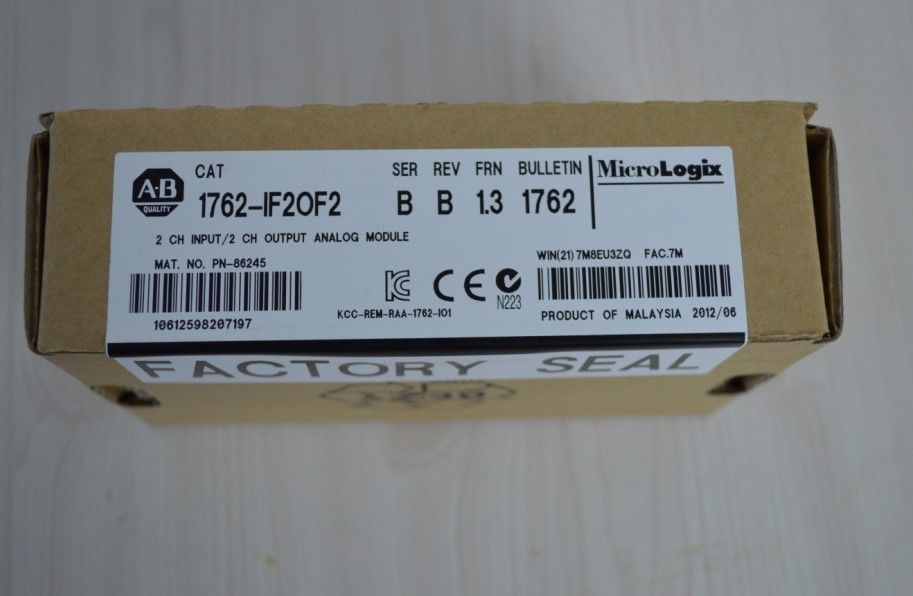 A-B
QUALITY
CAT
1762-IF2OF2
SER REV FRN BULLETIN
B B 1.3 1762
MicroLogix
2 CH INPUT/2 CH OUTPUT ANALOG MODULE
MAT. NO. PN-86245
10612598207197
KCC-REM-RAA-1762-IO1
CE
N223
WIN(21) 7M8EU3ZQ FAC.7M
PRODUCT OF MALAYSIA 2012/06
FACTORY SEAL